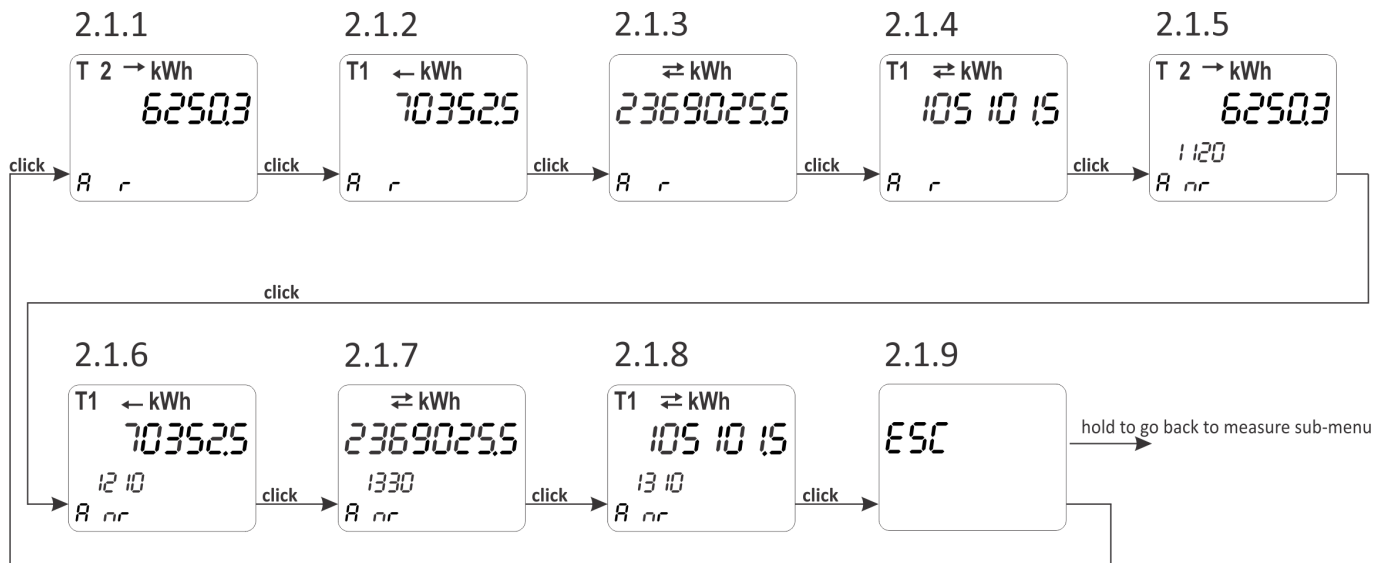 2.1.1 2.1.2 2.1.3 2.1.4 2.1.5
T 2 → kWh T1 ← kWh ⇄ kWh T1 ⇄ kWh T 2 → kWh
6250.3 70352.5 2369025.5 105101.5 6250.3
1120
click click click click click
A r A r A r A r A nr
click
2.1.6 2.1.7 2.1.8 2.1.9
T1 ← kWh ⇄ kWh T1 ⇄ kWh
70352.5 2369025.5 105101.5 ESC hold to go back to measure sub-menu
1210 1330 1310
click click click
A nr A nr A nr